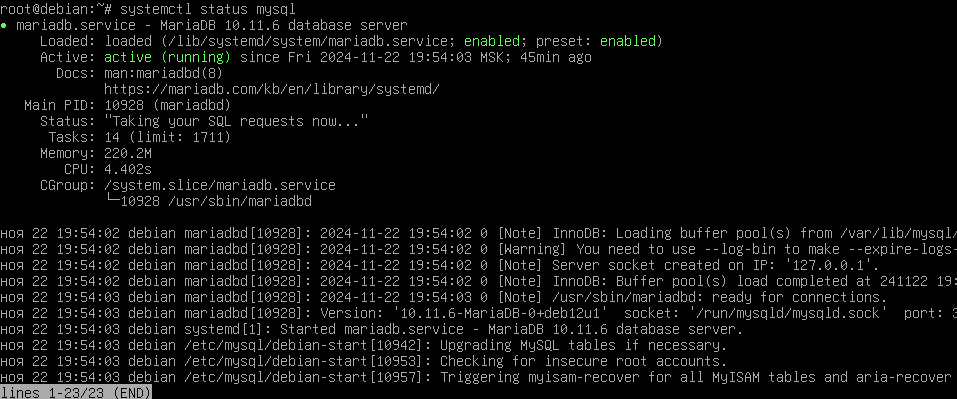 root@debian:~# systemctl status mysql
● mariadb.service - MariaDB 10.11.6 database server
Loaded: loaded (/lib/systemd/system/mariadb.service; enabled; preset: enabled)
Active: active (running) since Fri 2024-11-22 19:54:03 MSK; 45min ago
Docs: man:mariadbd(8)
https://mariadb.com/kb/en/library/systemd/
Main PID: 10928 (mariadbd)
Status: "Taking your SQL requests now..."
Tasks: 14 (limit: 1711)
Memory: 220.2M
CPU: 4.402s
CGroup: /system.slice/mariadb.service
└─10928 /usr/sbin/mariadbd
ноя 22 19:54:02 debian mariadbd[10928]: 2024-11-22 19:54:02 0 [Note] InnoDB: Loading buffer pool(s) from /var/lib/mysql/
ноя 22 19:54:02 debian mariadbd[10928]: 2024-11-22 19:54:02 0 [Warning] You need to use --log-bin to make --expire-logs-
ноя 22 19:54:02 debian mariadbd[10928]: 2024-11-22 19:54:02 0 [Note] Server socket created on IP: '127.0.0.1'.
ноя 22 19:54:02 debian mariadbd[10928]: 2024-11-22 19:54:02 0 [Note] InnoDB: Buffer pool(s) load completed at 241122 19:
ноя 22 19:54:03 debian mariadbd[10928]: 2024-11-22 19:54:03 0 [Note] /usr/sbin/mariadbd: ready for connections.
ноя 22 19:54:03 debian mariadbd[10928]: Version: '10.11.6-MariaDB-0+deb12u1'  socket: '/run/mysqld/mysqld.sock'  port: 3
ноя 22 19:54:03 debian systemd[1]: Started mariadb.service - MariaDB 10.11.6 database server.
ноя 22 19:54:03 debian /etc/mysql/debian-start[10942]: Upgrading MySQL tables if necessary.
ноя 22 19:54:03 debian /etc/mysql/debian-start[10953]: Checking for insecure root accounts.
ноя 22 19:54:03 debian /etc/mysql/debian-start[10957]: Triggering myisam-recover for all MyISAM tables and aria-recover
lines 1-23/23 (END)